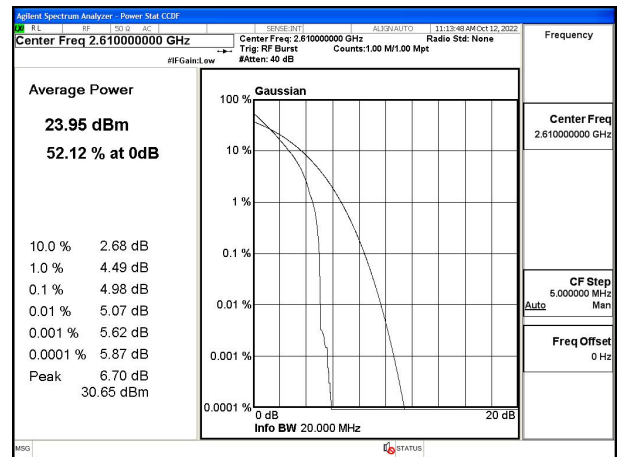 Agilent Spectrum Analyzer - Power Stat CCDF
RL RF 50 Ω AC SENSE:INT ALIGNAUTO 11:13:48 AM Oct 12, 2022
Center Freq 2.610000000 GHz
Center Freq: 2.610000000 GHz Radio Std: None
Trig: RF Burst Counts:1.00 M/1.00 Mpt
#IFGain:Low #Atten: 40 dB
Frequency
Average Power
23.95 dBm
52.12 % at 0dB
10.0 % 2.68 dB
1.0 % 4.49 dB
0.1 % 4.98 dB
0.01 % 5.07 dB
0.001 % 5.62 dB
0.0001 % 5.87 dB
Peak 6.70 dB
30.65 dBm
Gaussian
100 %
10 %
1 %
0.1 %
0.01 %
0.001 %
0.0001 %
0 dB 20 dB
Info BW 20.000 MHz
Center Freq
2.610000000 GHz
CF Step
5.000000 MHz
Auto Man
Freq Offset
0 Hz
MSG STATUS